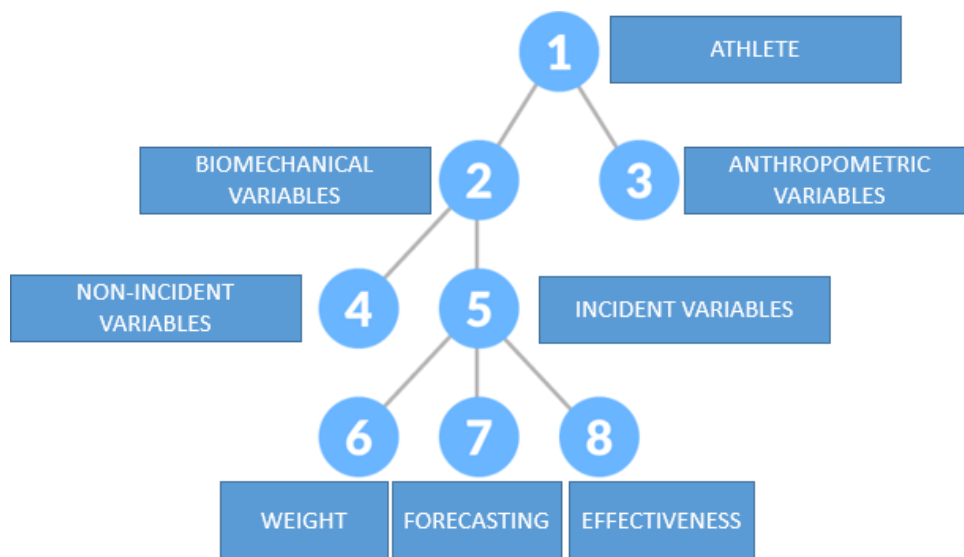 1
ATHLETE
BIOMECHANICAL
VARIABLES
2
3
ANTHROPOMETRIC
VARIABLES
NON-INCIDENT
VARIABLES
4
5
INCIDENT VARIABLES
6
7
8
WEIGHT
FORECASTING
EFFECTIVENESS